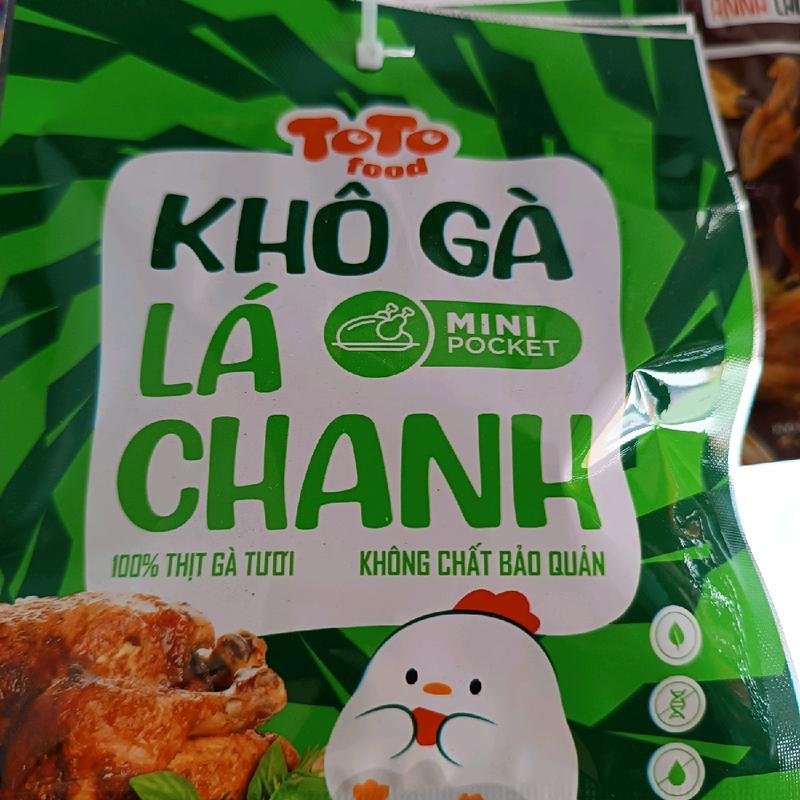 ToTo
food
KHÔ GÀ
LÁ
MINI
POCKET
CHANH
100% THỊT GÀ TƯƠI
KHÔNG CHẤT BẢO QUẢN